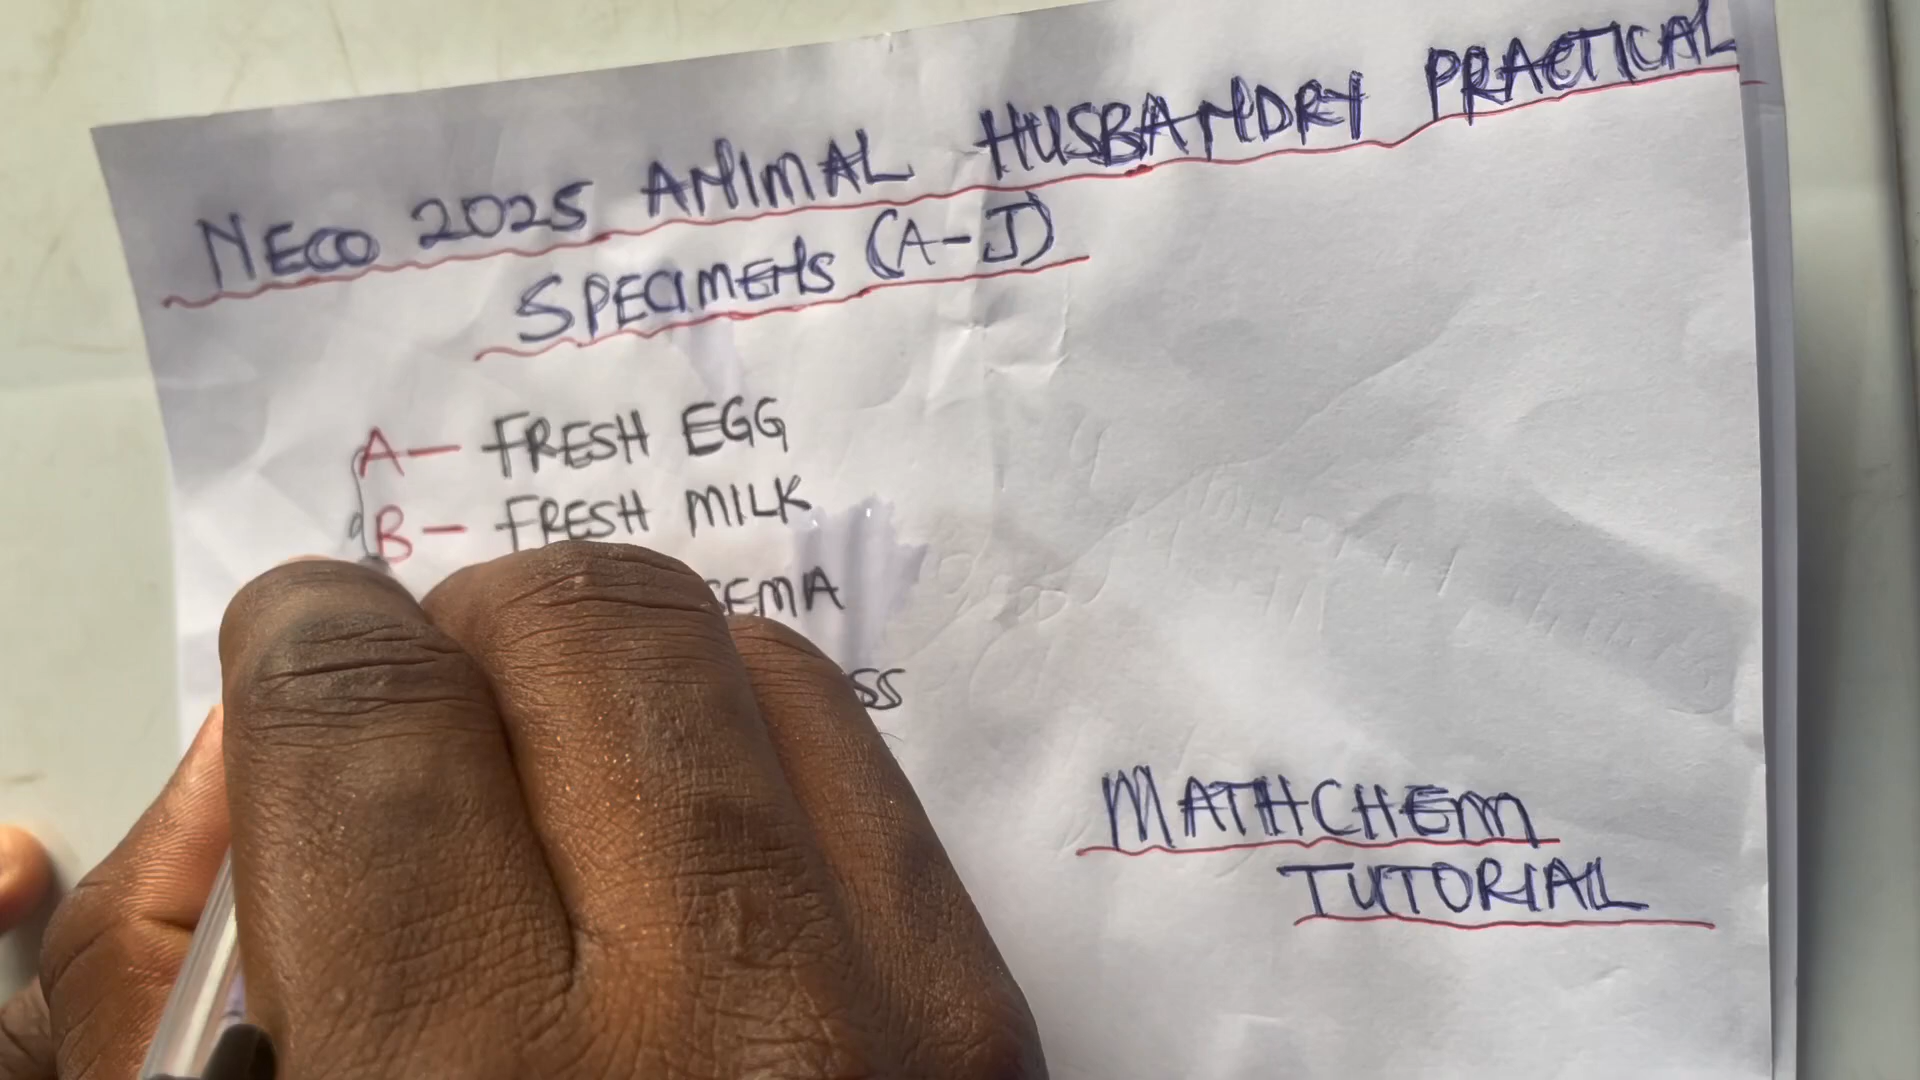 NECO 2025 ANIMAL HUSBANDRY PRACTICAL
SPECIMENS (A-J)
A- FRESH EGG
B- FRESH MILK
MATHCHEM
TUTORIAL